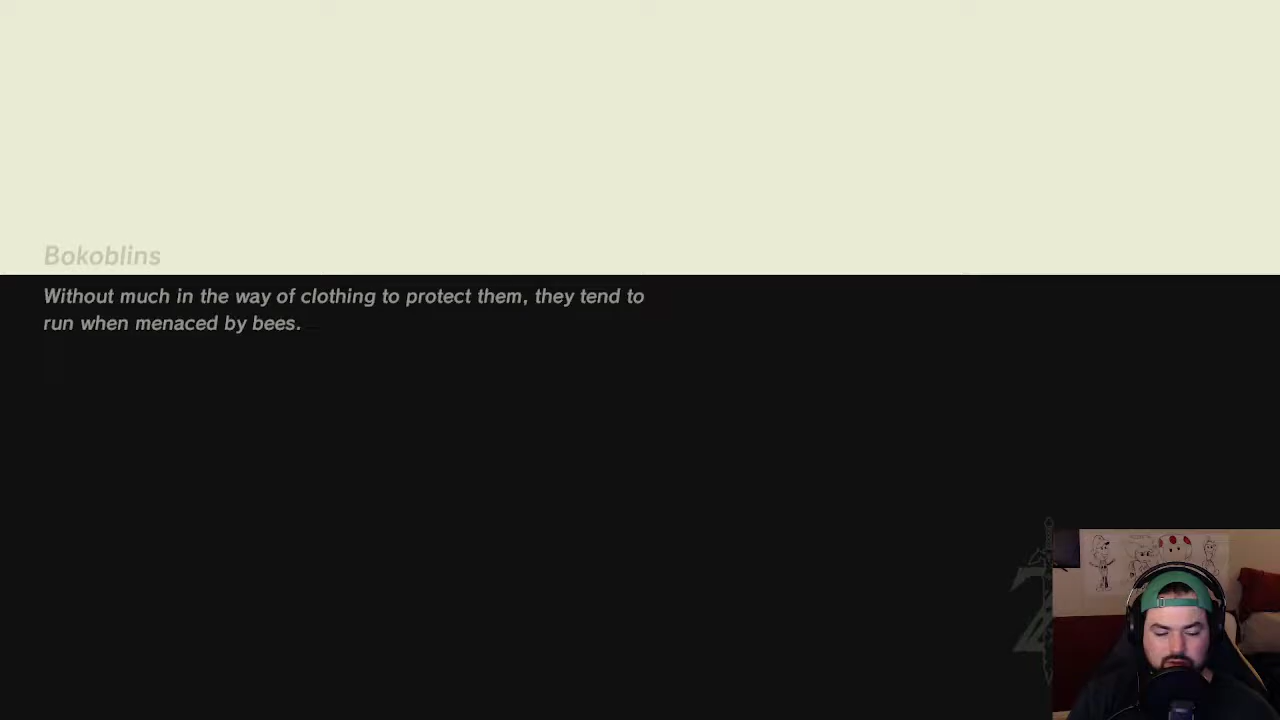 Bokoblins
Without much in the way of clothing to protect them, they tend to
run when menaced by bees.